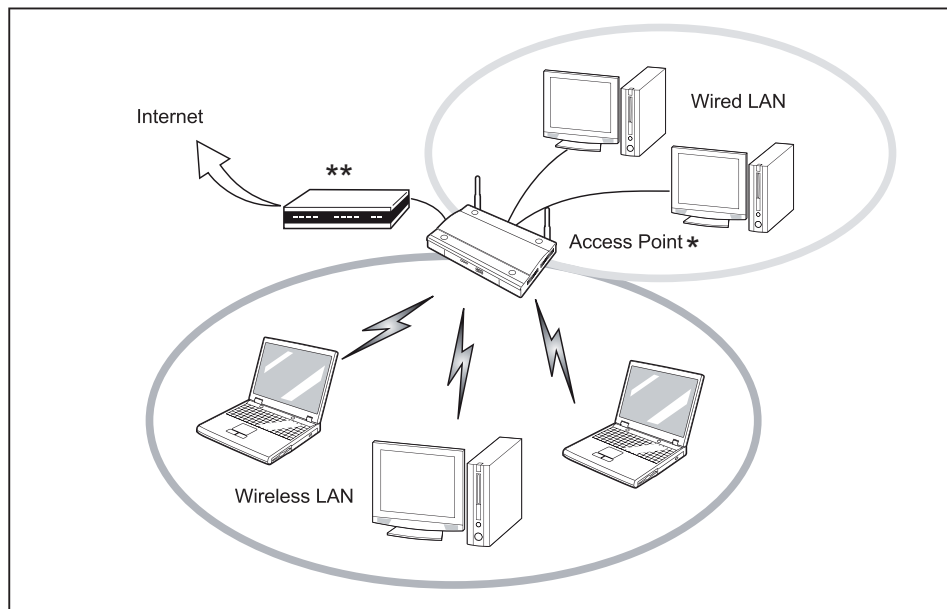 Wired LAN
Internet
**
Access Point*
Wireless LAN